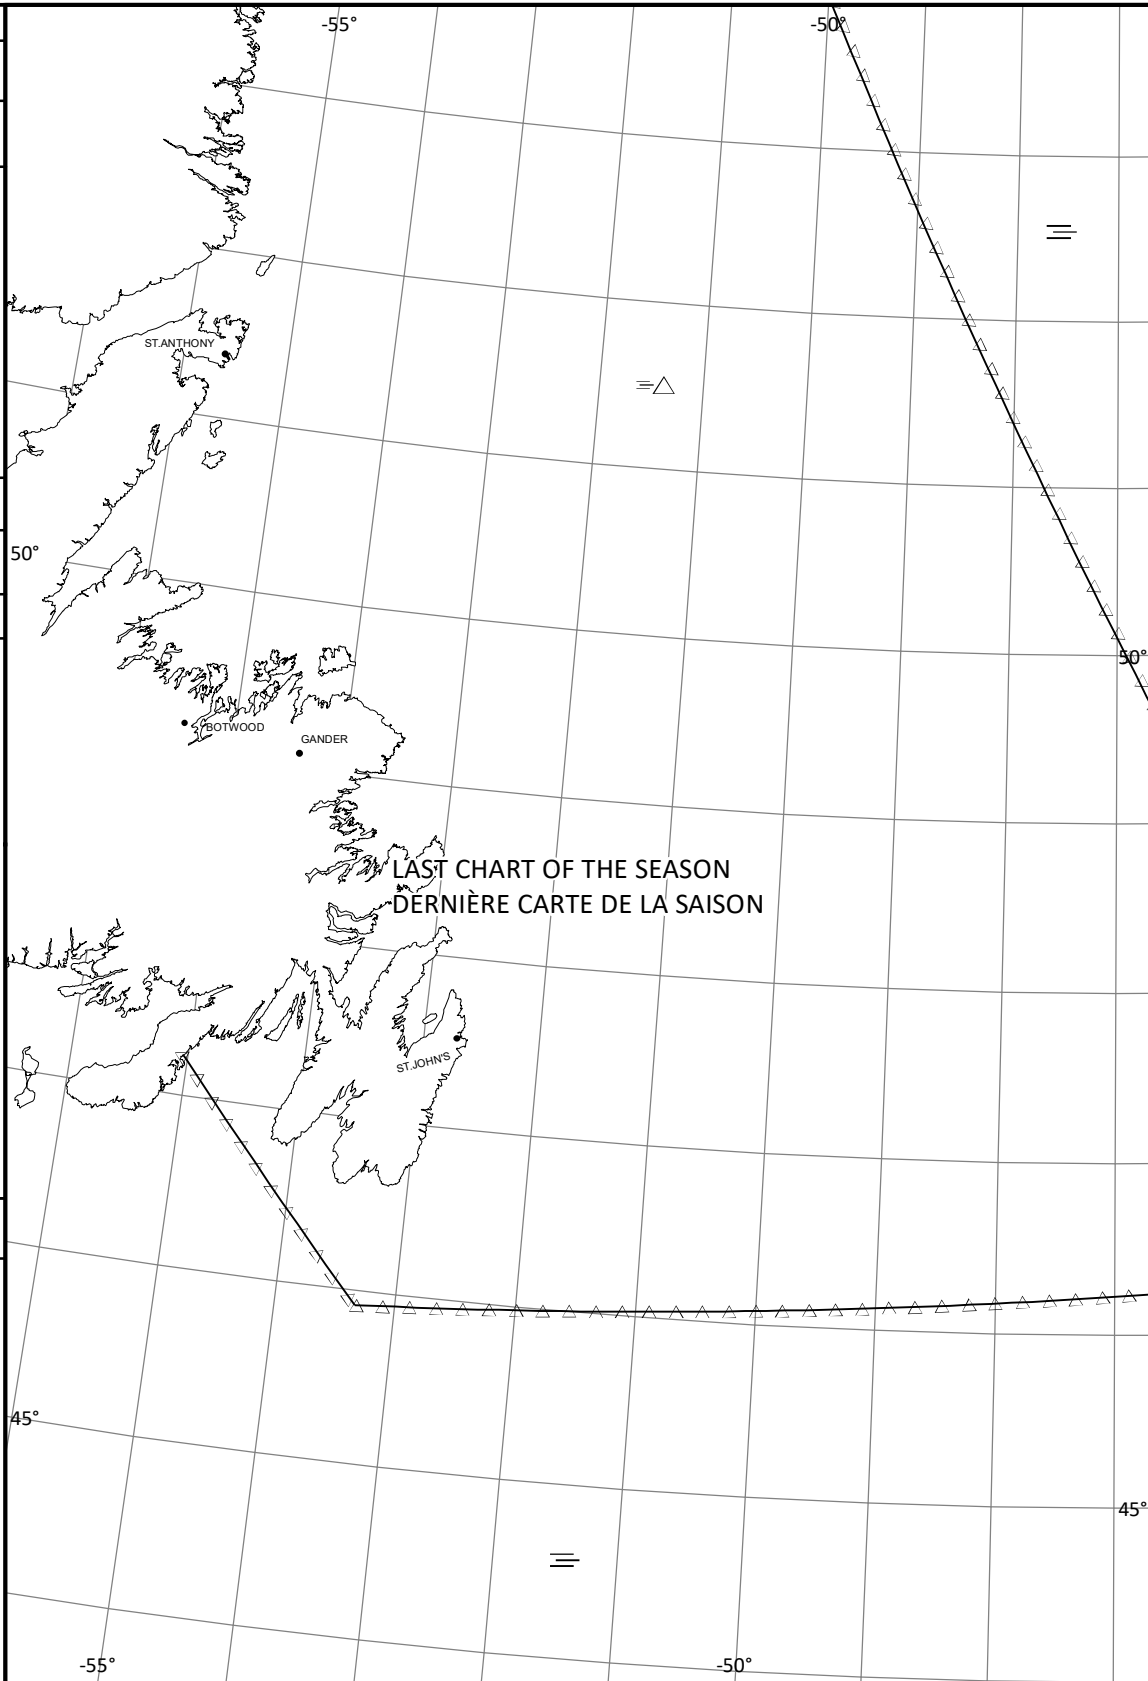 -55°
-50°
ST.ANTHONY
50°
50°
BOTWOOD
GANDER
LAST CHART OF THE SEASON
DERNIÈRE CARTE DE LA SAISON
ST.JOHN'S
45°
45°
-55°
-50°